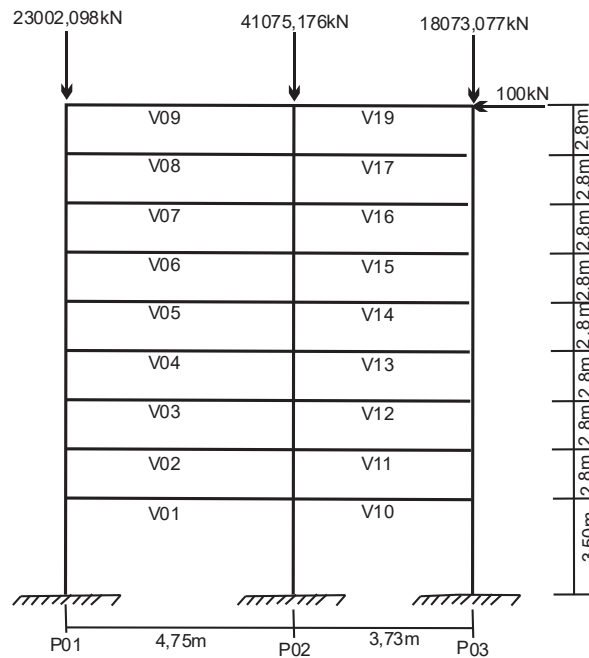 23002,098kN 41075,176kN 18073,077kN
100kN
V09 V19
2,8m
V08 V17
2,8m
V07 V16
2,8m
V06 V15
2,8m
V05 V14
2,8m
V04 V13
2,8m
V03 V12
2,8m
V02 V11
2,8m
V01 V10
3,50m
P01 4,75m P02 3,73m P03